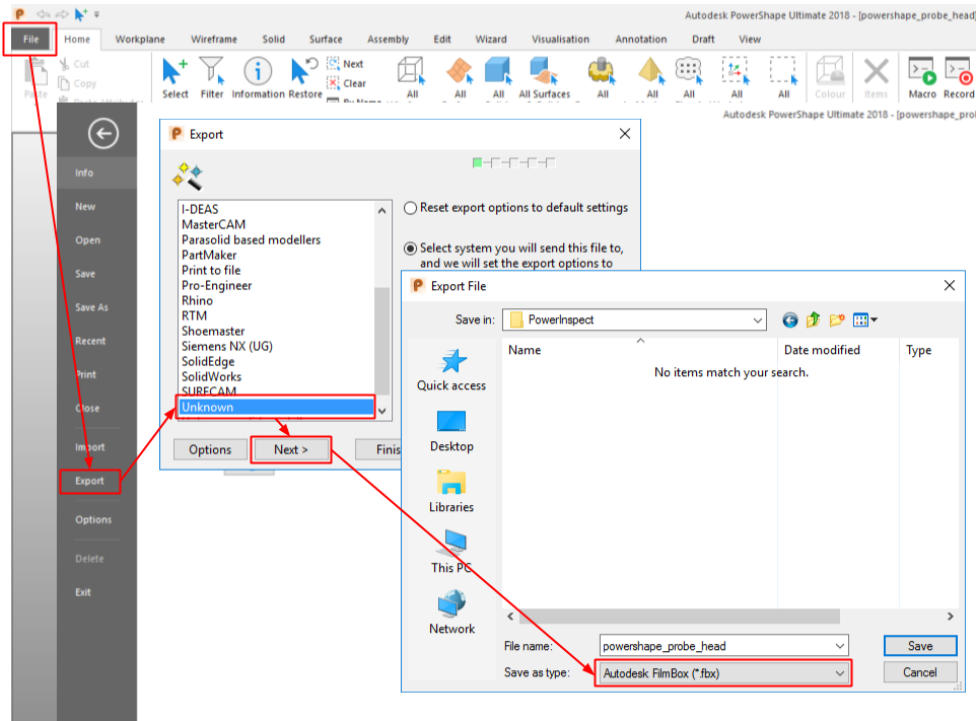 Autodesk PowerShape Ultimate 2018 - [powershape_probe_head]
File Home Workplane Wireframe Solid Surface Assembly Edit Wizard Visualisation Annotation Draft View
Cut
Copy
Paste
Select Filter Information Restore
Next
Clear
All All All All Surfaces All All All All All Colour Items Macro Record
Autodesk PowerShape Ultimate 2018 - [powershape_pro
Info
New
Open
Save
Save As
Recent
Print
Close
Import
Export
Options
Delete
Exit
Export
I-DEAS
MasterCAM
Parasolid based modellers
PartMaker
Print to file
Pro-Engineer
Rhino
RTM
Shoemaster
Siemens NX (UG)
SolidEdge
SolidWorks
SURFCAM
Unknown
Reset export options to default settings
Select system you will send this file to,
and we will set the export options to
Options Next > Finis
Export File
Save in: PowerInspect
Name Date modified Type
No items match your search.
Quick access
Desktop
Libraries
This PC
Network
File name: powershape_probe_head Save
Save as type: Autodesk FilmBox (*.fbx) Cancel